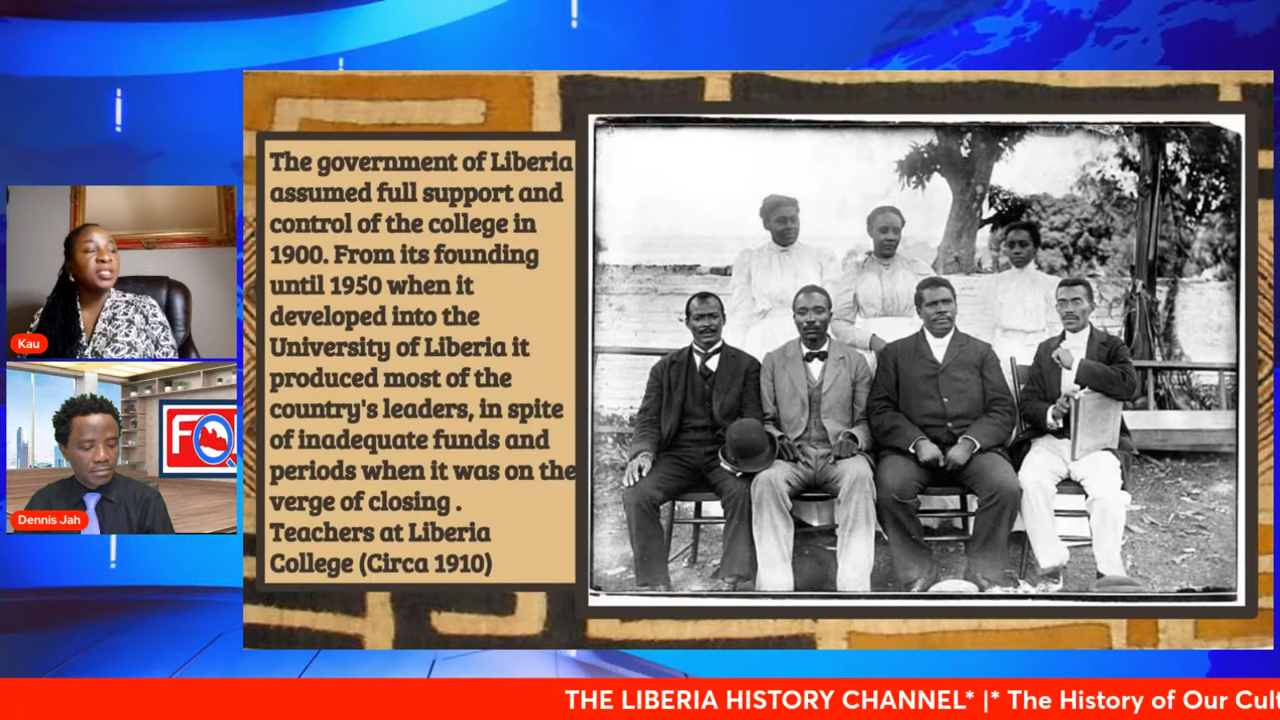 The government of Liberia
assumed full support and
control of the college in
1900. From its founding
until 1950 when it
developed into the
University of Liberia it
produced most of the
country's leaders, in spite
of inadequate funds and
periods when it was on the
verge of closing .
Teachers at Liberia
College (Circa 1910)
Kau
Dennis Jah
THE LIBERIA HISTORY CHANNEL* |* The History of Our Cult